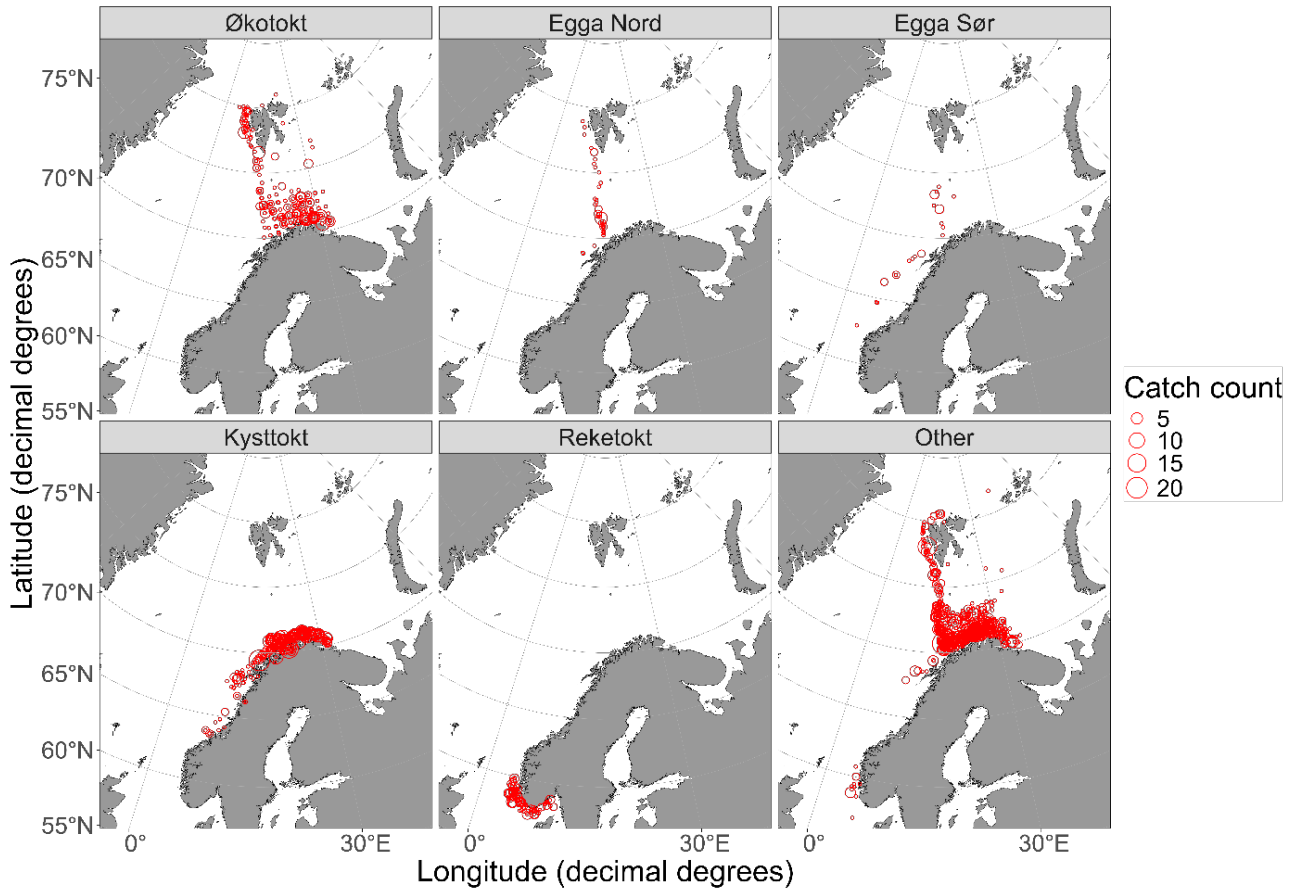 Økotokt
Egga Nord
Egga Sør
75°N
70°N
65°N
60°N
55°N
Kysttokt
Reketokt
Other
75°N
70°N
65°N
60°N
55°N
0°
30°E
0°
30°E
0°
30°E
Longitude (decimal degrees)
Latitude (decimal degrees)
Catch count
5
10
15
20